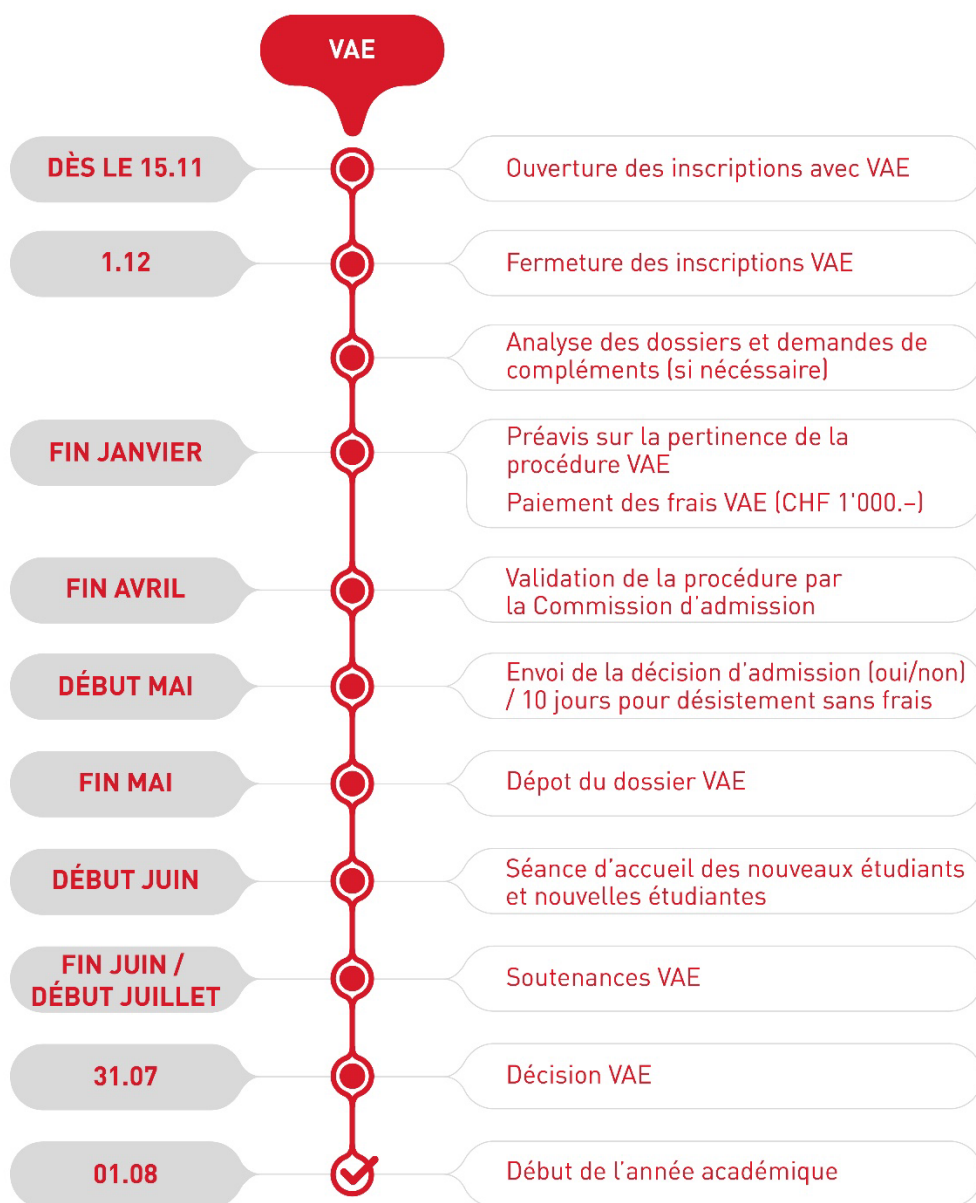 VAE
DÈS LE 15.11
Ouverture des inscriptions avec VAE
1.12
Fermeture des inscriptions VAE
Analyse des dossiers et demandes de
compléments (si nécéssaire)
FIN JANVIER
Préavis sur la pertinence de la
procédure VAE
Paiement des frais VAE (CHF 1'000.–)
FIN AVRIL
Validation de la procédure par
la Commission d'admission
DÉBUT MAI
Envoi de la décision d'admission (oui/non)
/ 10 jours pour désistement sans frais
FIN MAI
Dépot du dossier VAE
DÉBUT JUIN
Séance d'accueil des nouveaux étudiants
et nouvelles étudiantes
FIN JUIN /
DÉBUT JUILLET
Soutenances VAE
31.07
Décision VAE
01.08
Début de l'année académique